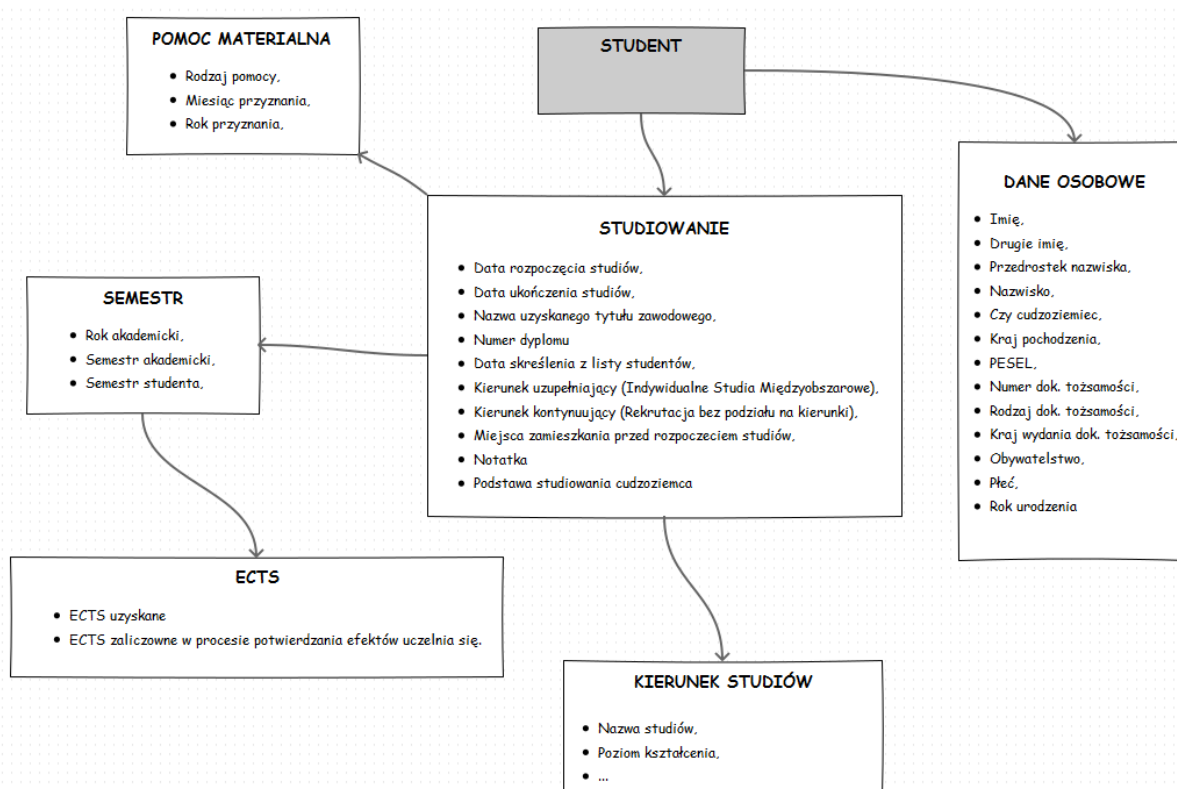 POMOC MATERIALNA
• Rodzaj pomocy,
• Miesiąc przyznania,
• Rok przyznania,
STUDENT
DANE OSOBOWE
• Imię,
• Drugie imię,
• Przedrostek nazwiska,
• Nazwisko,
• Czy cudzoziemiec,
• Kraj pochodzenia,
• PESEL,
• Numer dok. tożsamości,
• Rodzaj dok. tożsamości,
• Kraj wydania dok. tożsamości,
• Obywatelstwo,
• Płeć,
• Rok urodzenia
STUDIOWANIE
• Data rozpoczęcia studiów,
• Data ukończenia studiów,
• Nazwa uzyskanego tytułu zawodowego,
• Numer dyplomu
• Data skreślenia z listy studentów,
• Kierunek uzupełniający (Indywidualne Studia Międzyobszarowe),
• Kierunek kontynuujący (Rekrutacja bez podziału na kierunki),
• Miejsca zamieszkania przed rozpoczeciem studiów,
• Notatka
• Podstawa studiowania cudzoziemca
SEMESTR
• Rok akademicki,
• Semestr akademicki,
• Semestr studenta,
ECTS
• ECTS uzyskane
• ECTS zaliczowne w procesie potwierdzania efektów uczelnia się.
KIERUNEK STUDIÓW
• Nazwa studiów,
• Poziom kształcenia,
• ...